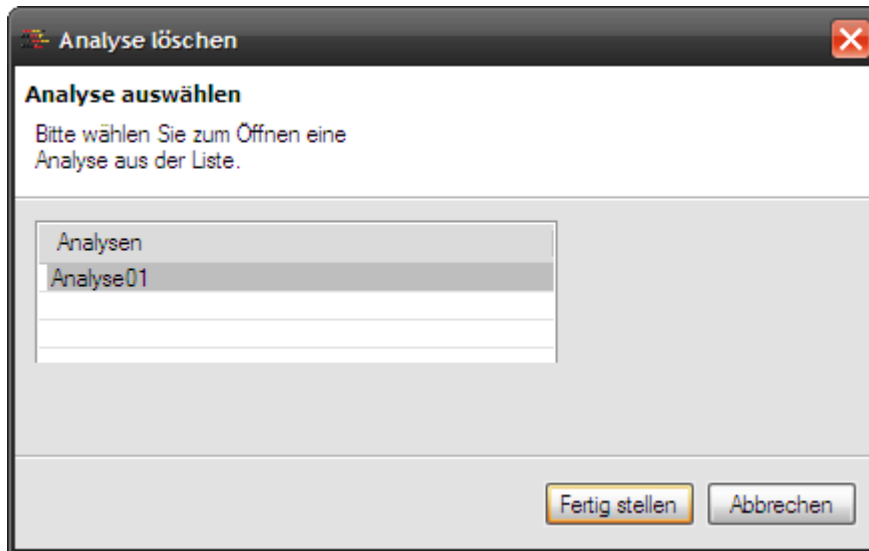 Analyse löschen
Analyse auswählen
Bitte wählen Sie zum Öffnen eine
Analyse aus der Liste.
Analysen
Analyse01
Fertig stellen
Abbrechen